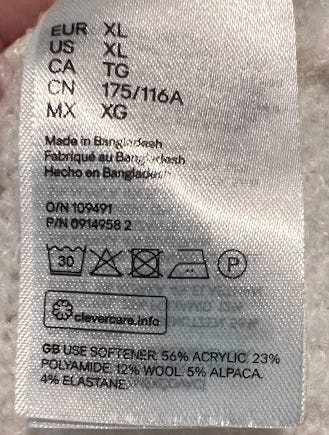 EUR XL
US XL
CA TG
CN 175/116A
MX XG
Made in Bangladesh
Fabriqué au Bangladesh
Hecho en Bangladesh
O/N 109491
P/N 0914958 2
30
P
clevercare.info
GB USE SOFTENER. 56% ACRYLIC. 23%
POLYAMIDE. 12% WOOL. 5% ALPACA.
4% ELASTANE.